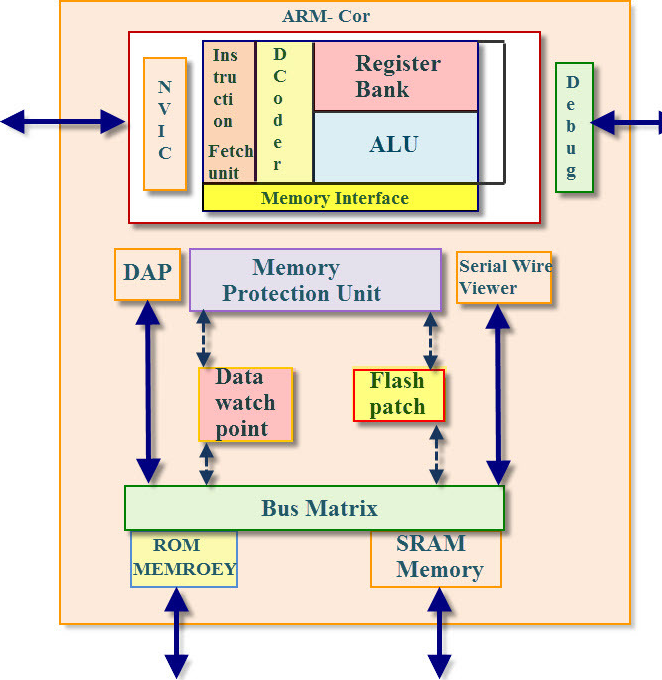 ARM- Cor
N
V
I
C
Ins
tru
cti
on
Fetch
unit
D
C
o
d
e
r
Register
Bank
ALU
Memory Interface
D
e
b
u
g
DAP
Memory
Protection Unit
Serial Wire
Viewer
Data
watch
point
Flash
patch
Bus Matrix
ROM
MEMROEY
SRAM
Memory